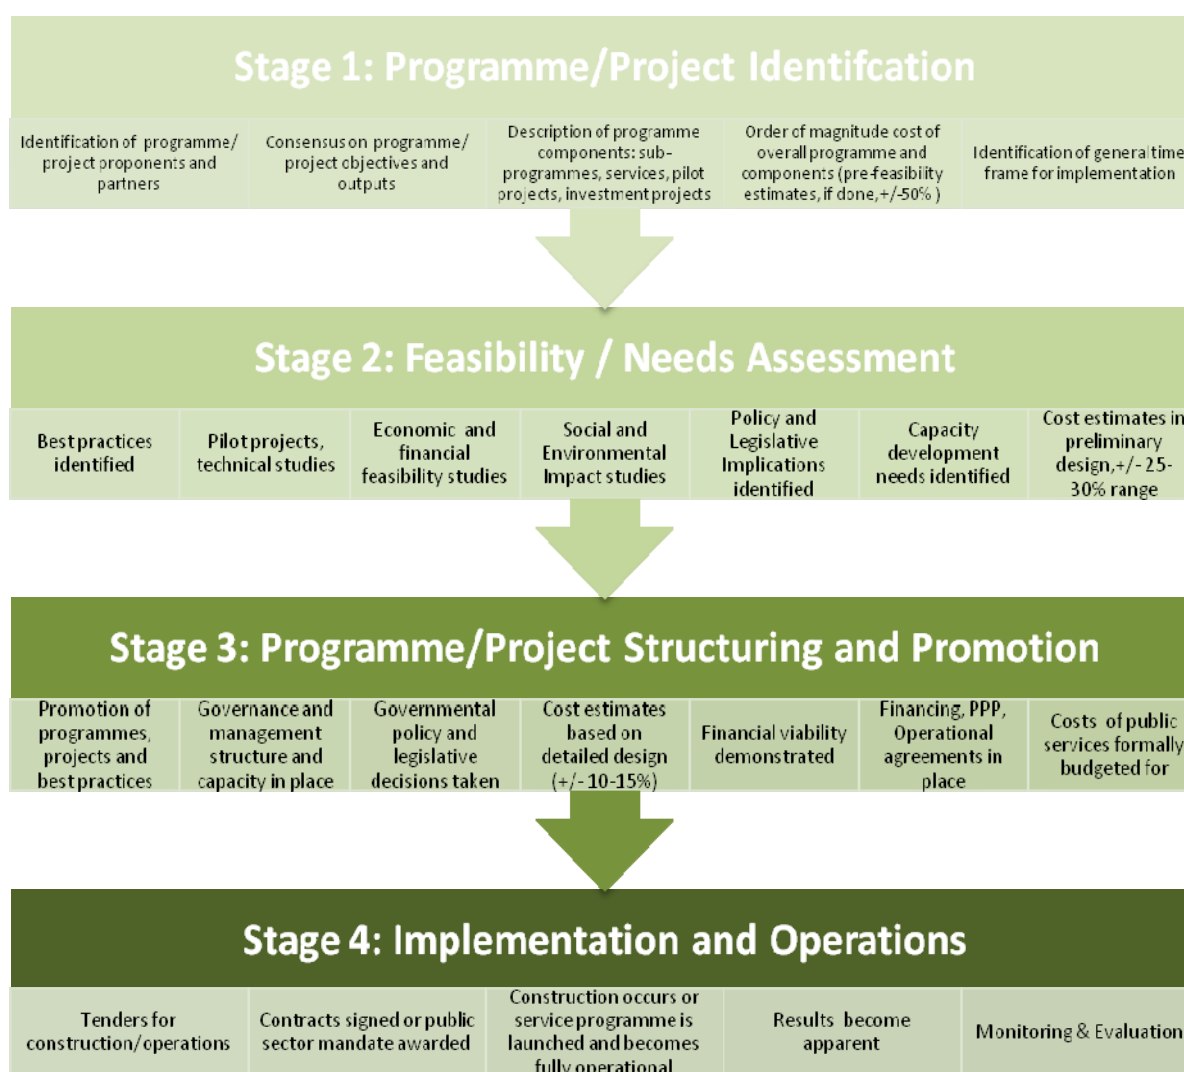 Stage 1: Programme/Project Identifcation
Identification of programme/
project proponents and
partners
Consensus on programme/
project objectives and
outputs
Description of programme
components: sub-
programmes, services, pilot
projects, investment projects
Order of magnitude cost of
overall programme and
components (pre-feasibility
estimates, if done, +/-50% )
Identification of general time
frame for implementation
Stage 2: Feasibility / Needs Assessment
Best practices
identified
Pilot projects,
technical studies
Economic and
financial
feasibility studies
Social and
Environmental
Impact studies
Policy and
Legislative
Implications
identified
Capacity
development
needs identified
Cost estimates in
preliminary
design, +/- 25-
30% range
Stage 3: Programme/Project Structuring and Promotion
Promotion of
programmes,
projects and
best practices
Governance and
management
structure and
capacity in place
Governmental
policy and
legislative
decisions taken
Cost estimates
based on
detailed design
(+/- 10-15%)
Financial viability
demonstrated
Financing, PPP,
Operational
agreements in
place
Costs of public
services formally
budgeted for
Stage 4: Implementation and Operations
Tenders for
construction/operations
Contracts signed or public
sector mandate awarded
Construction occurs or
service programme is
launched and becomes
fully operational
Results become
apparent
Monitoring & Evaluation